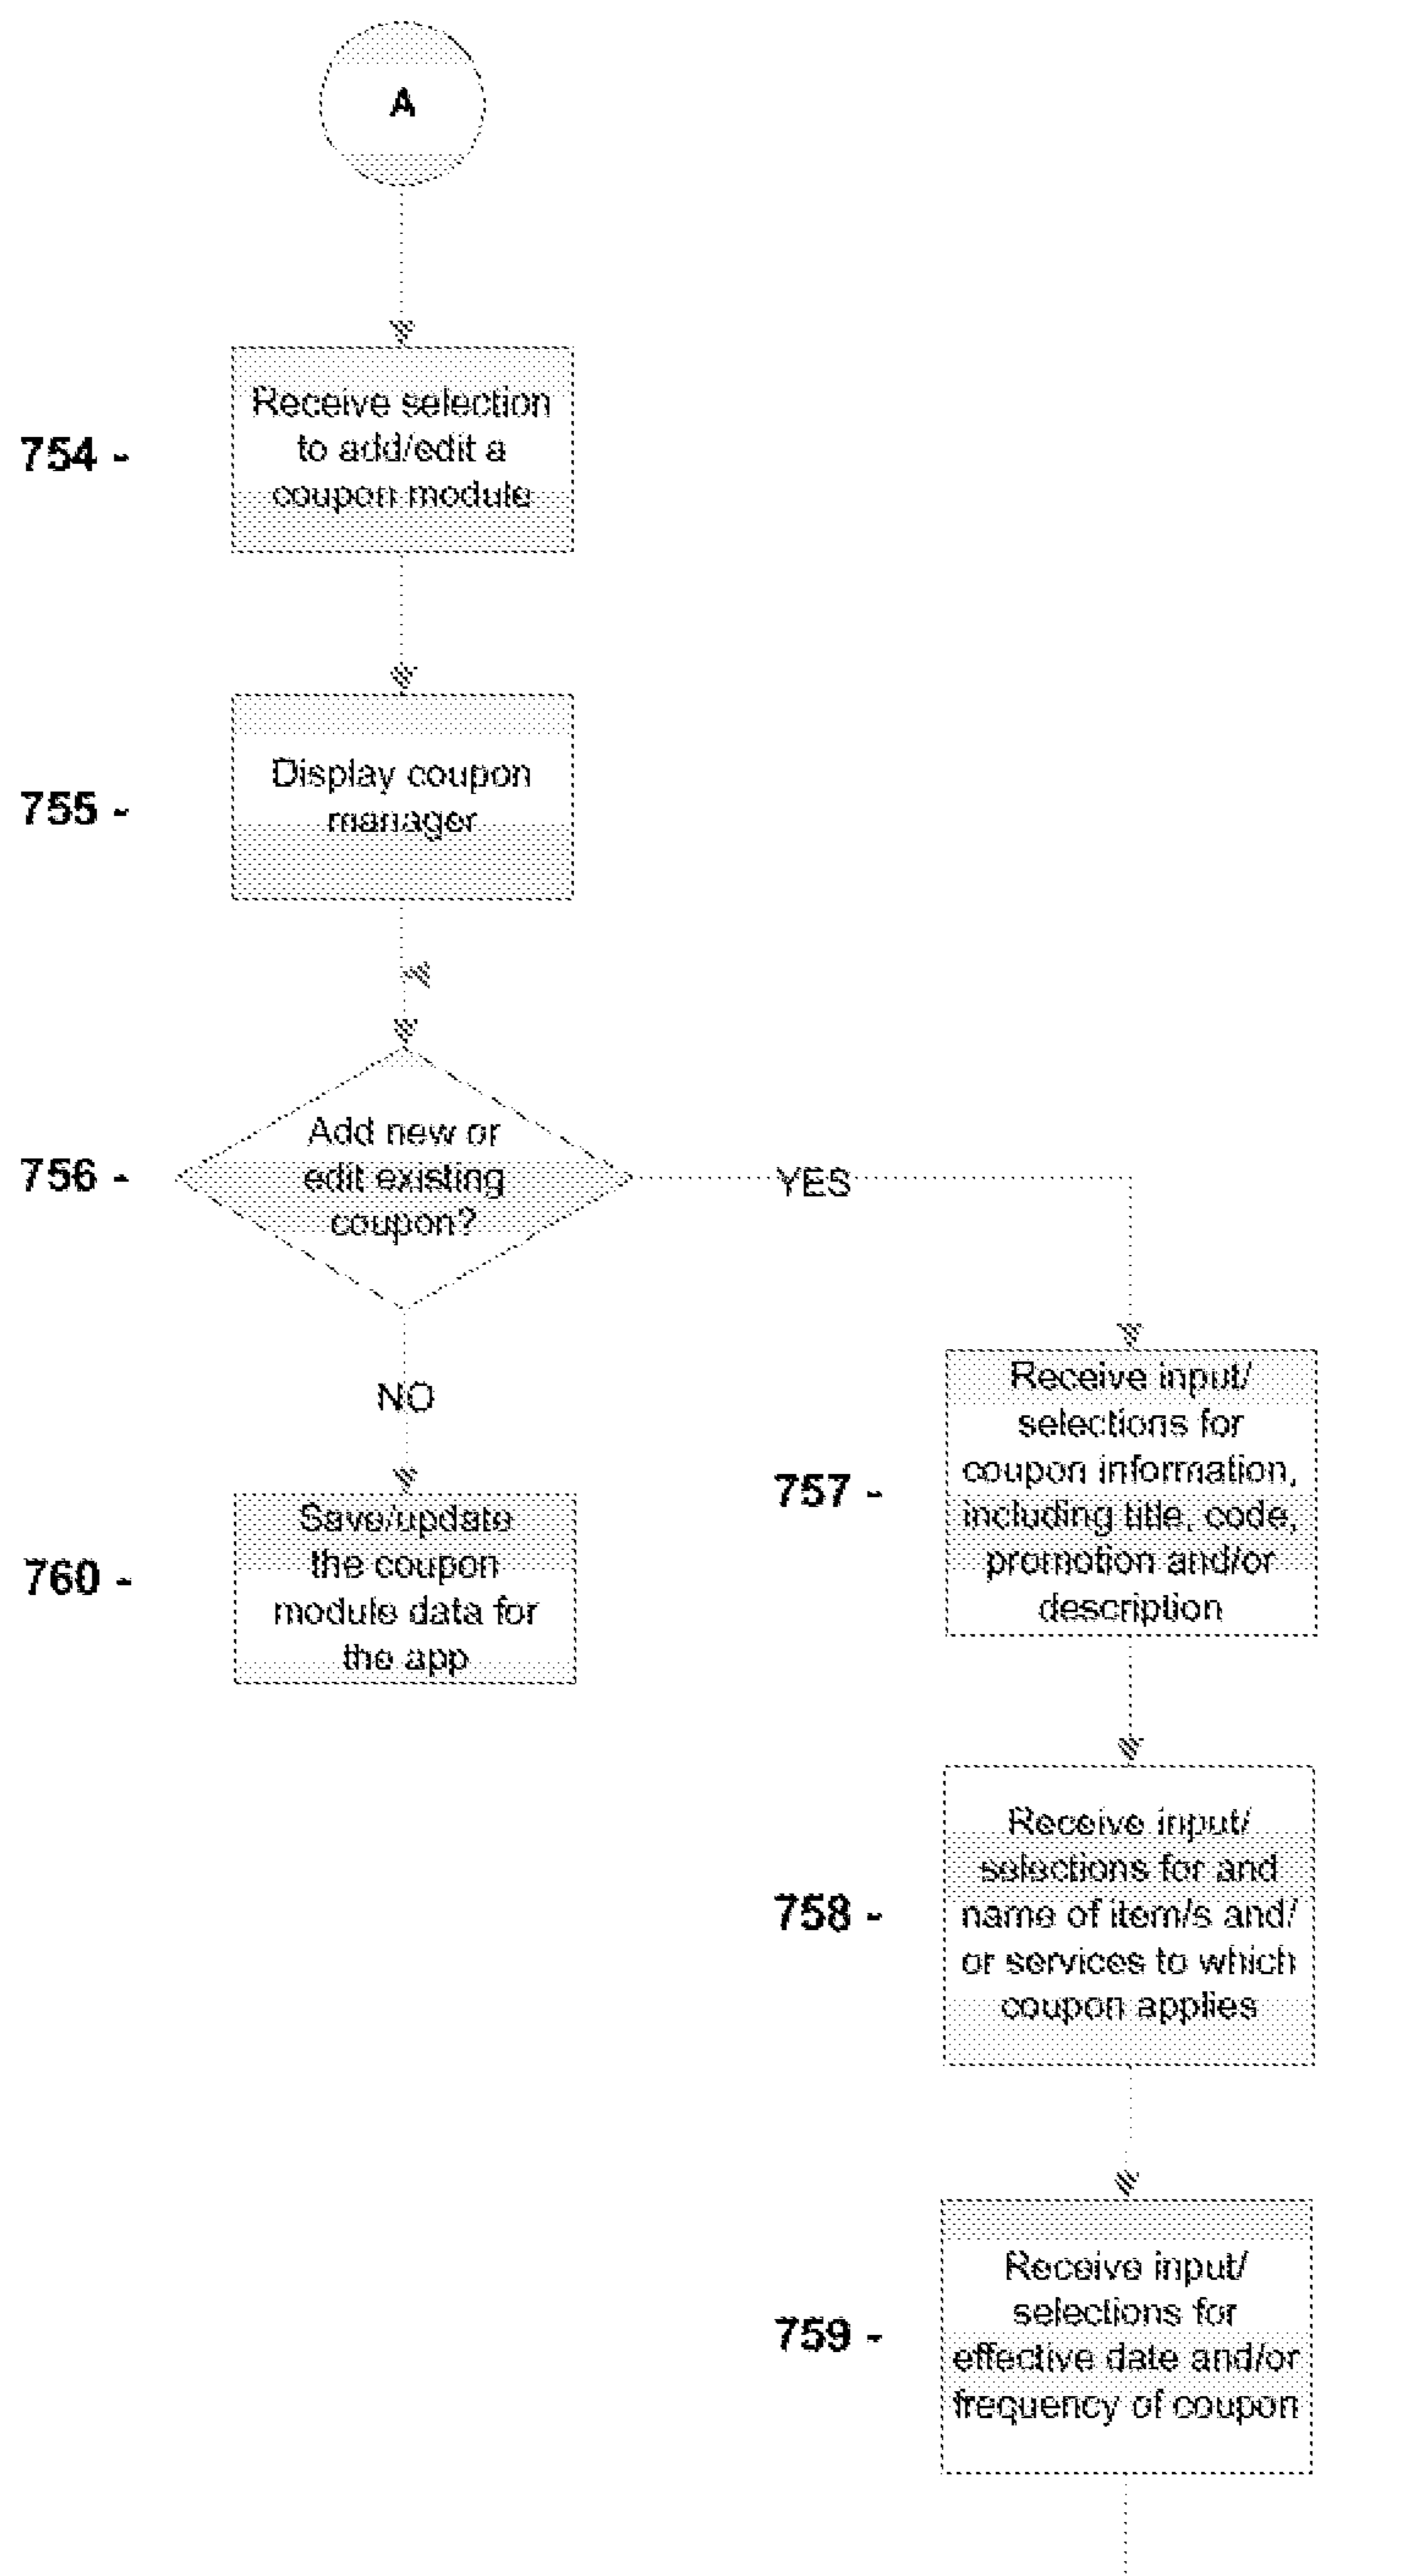 A
754 -
Receive selection
to add/edit a
coupon module
755 -
Display coupon
manager
756 -
Add new or
edit existing
coupon?
YES
NO
760 -
Save/update
the coupon
module data for
the app
757 -
Receive input/
selections for
coupon information,
including title, code,
promotion and/or
description
758 -
Receive input/
selections for and
name of item/s and/
or services to which
coupon applies
759 -
Receive input/
selections for
effective date and/or
frequency of coupon